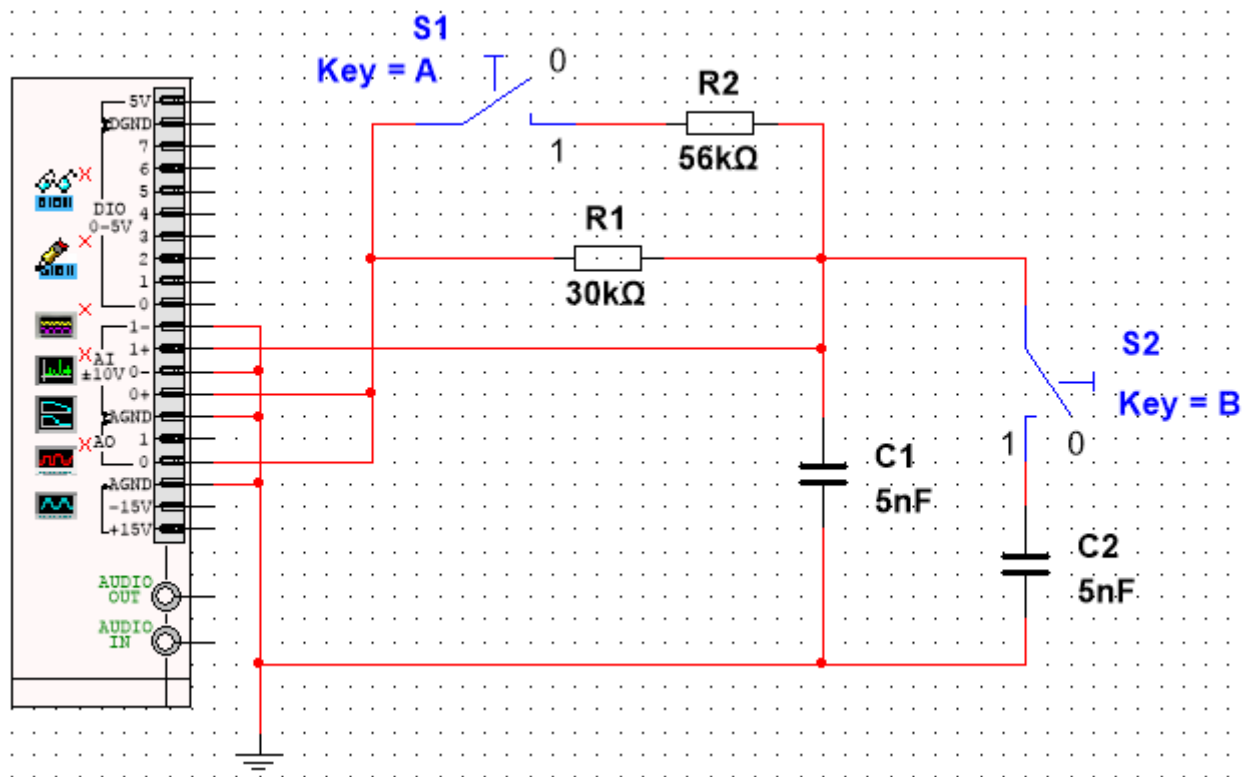 S1
Key = A
0
1
R2
56kΩ
R1
30kΩ
S2
Key = B
1
0
C1
5nF
C2
5nF
5V
DGND
7
6
5
4
3
2
1
0
DIO
0-5V
1-
1+
AI
±10V
0-
0+
AGND
AO
1
0
AGND
-15V
+15V
AUDIO
OUT
AUDIO
IN